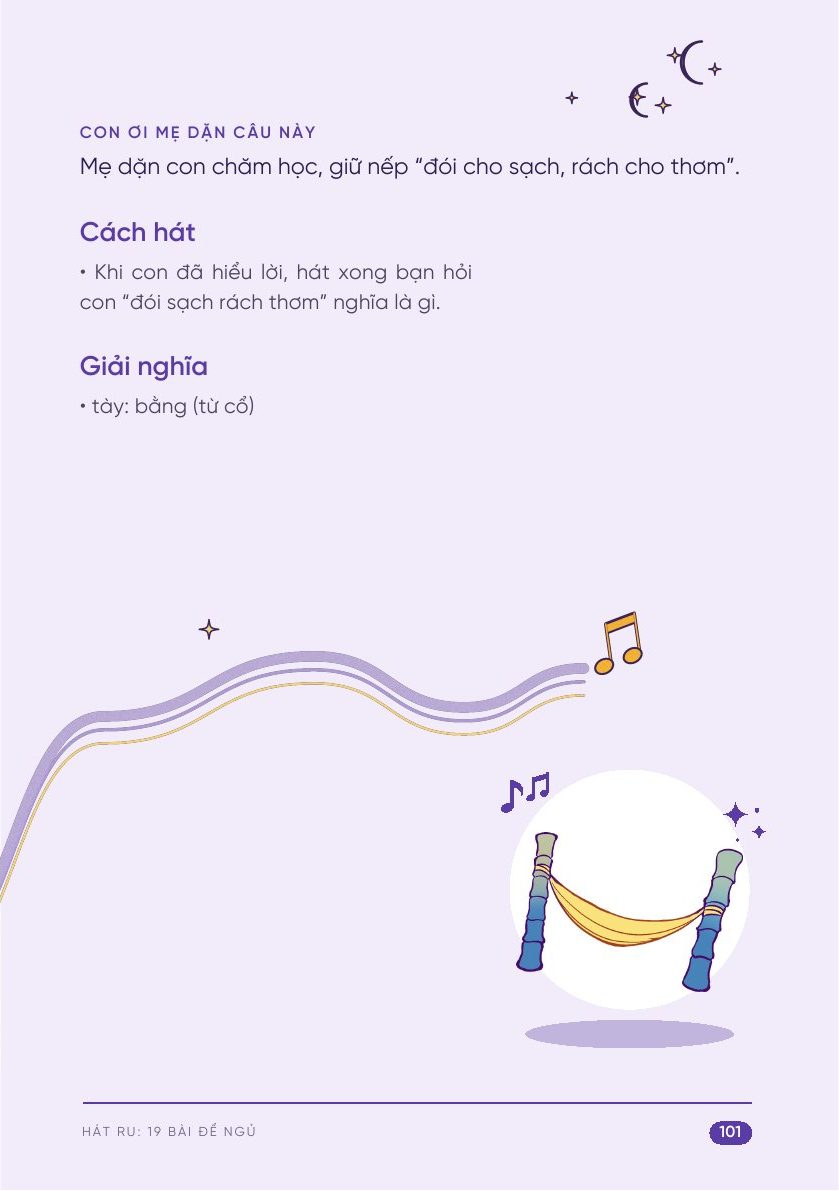 CON ƠI MẸ DẶN CÂU NÀY
Mẹ dặn con chăm học, giữ nếp “đói cho sạch, rách cho thơm”.
Cách hát
• Khi con đã hiểu lời, hát xong bạn hỏi
con “đói sạch rách thơm” nghĩa là gì.
Giải nghĩa
• tày: bằng (từ cổ)
HÁT RU: 19 BÀI ĐỂ NGỦ
101